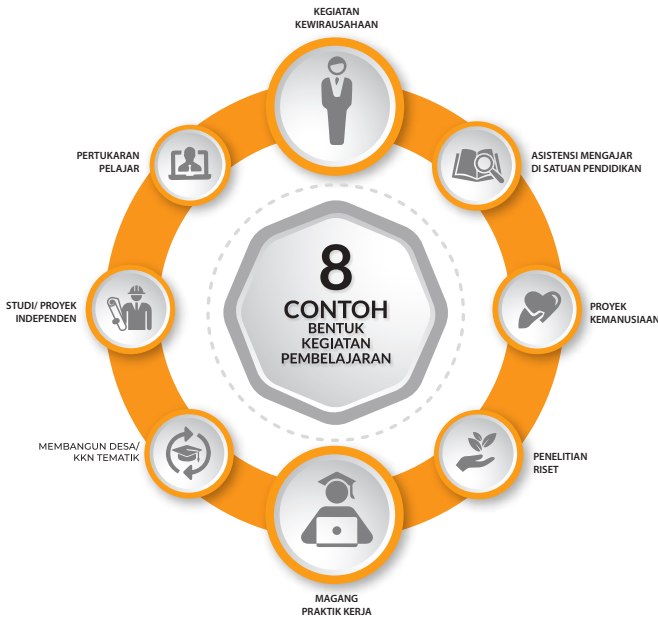 KEGIATAN
KEWIRAUSAHAAN
PERTUKARAN
PELAJAR
ASISTENSI MENGAJAR
DI SATUAN PENDIDIKAN
8
CONTOH
BENTUK
KEGIATAN
PEMBELAJARAN
STUDI/ PROYEK
INDEPENDEN
PROYEK
KEMANUSIAAN
MEMBANGUN DESA/
KKN TEMATIK
PENELITIAN
RISET
MAGANG
PRAKTIK KERJA